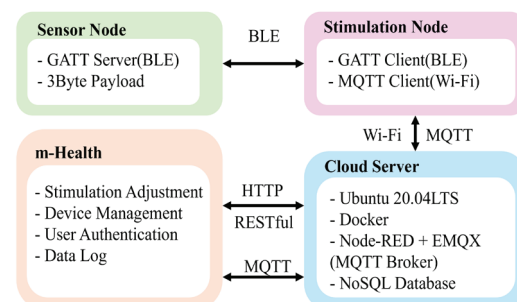 Sensor Node
- GATT Server(BLE)
- 3Byte Payload
BLE
Stimulation Node
- GATT Client(BLE)
- MQTT Client(Wi-Fi)
Wi-Fi MQTT
m-Health
- Stimulation Adjustment
- Device Management
- User Authentication
- Data Log
HTTP
RESTful
MQTT
Cloud Server
- Ubuntu 20.04LTS
- Docker
- Node-RED + EMQX
(MQTT Broker)
- NoSQL Database